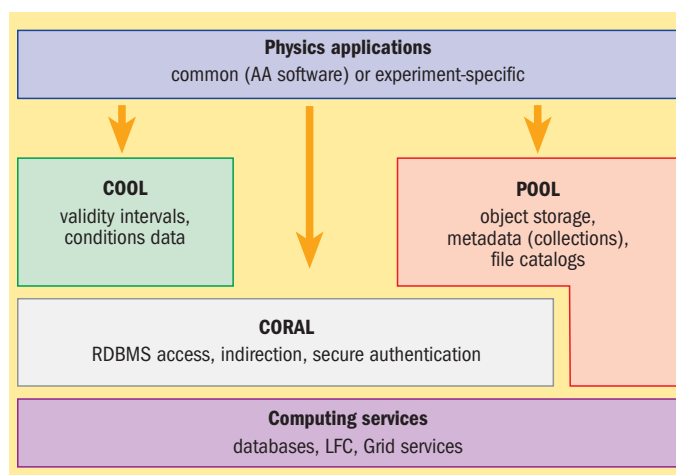 Physics applications
common (AA software) or experiment-specific
COOL
validity intervals,
conditions data
POOL
object storage,
metadata (collections),
file catalogs
CORAL
RDBMS access, indirection, secure authentication
Computing services
databases, LFC, Grid services